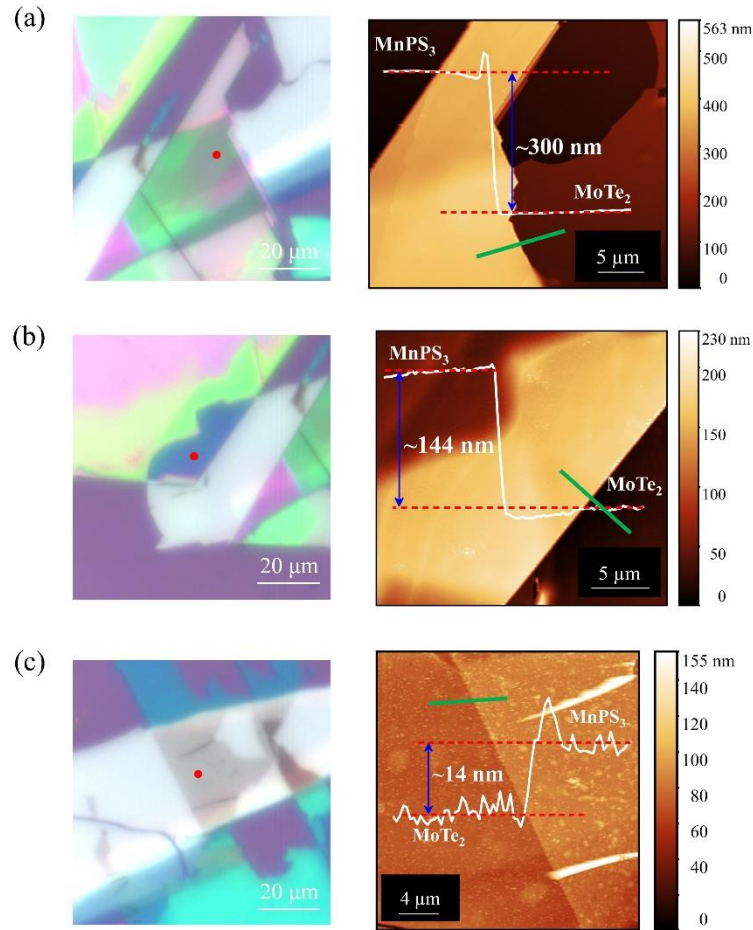 (a)
20 μm
MnPS3
~300 nm
MoTe2
5 μm
563 nm
500
400
300
200
100
0
(b)
20 μm
MnPS3
~144 nm
MoTe2
5 μm
230 nm
200
150
100
50
0
(c)
20 μm
MnPS3
~14 nm
MoTe2
4 μm
155 nm
140
120
100
80
60
40
20
0